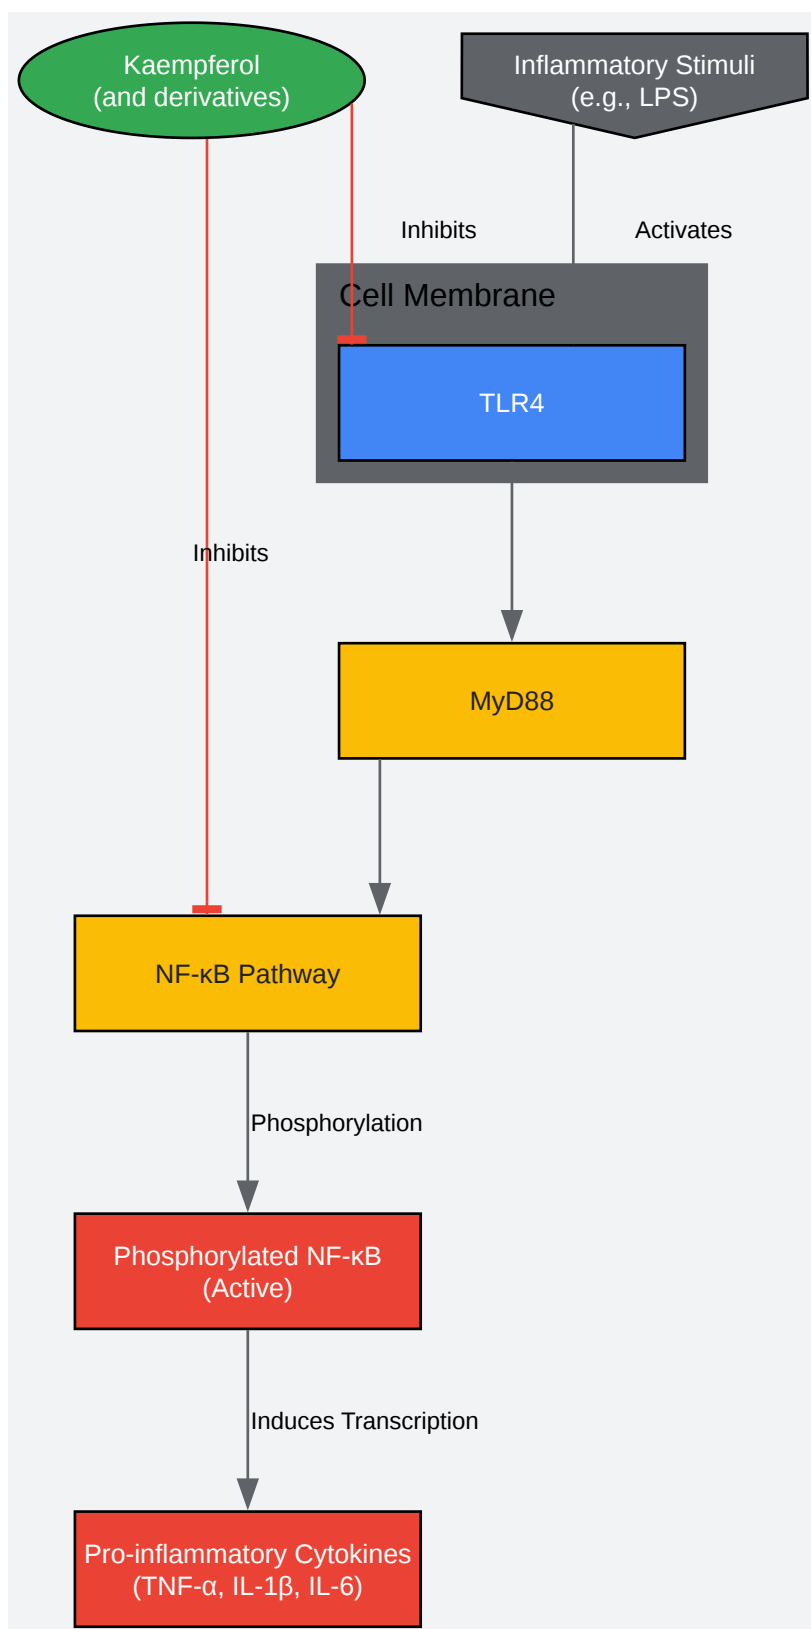 Kaempferol
(and derivatives)
Inflammatory Stimuli
(e.g., LPS)
Inhibits
Activates
Cell Membrane
TLR4
Inhibits
MyD88
NF-κB Pathway
Phosphorylation
Phosphorylated NF-κB
(Active)
Induces Transcription
Pro-inflammatory Cytokines
(TNF-α, IL-1β, IL-6)